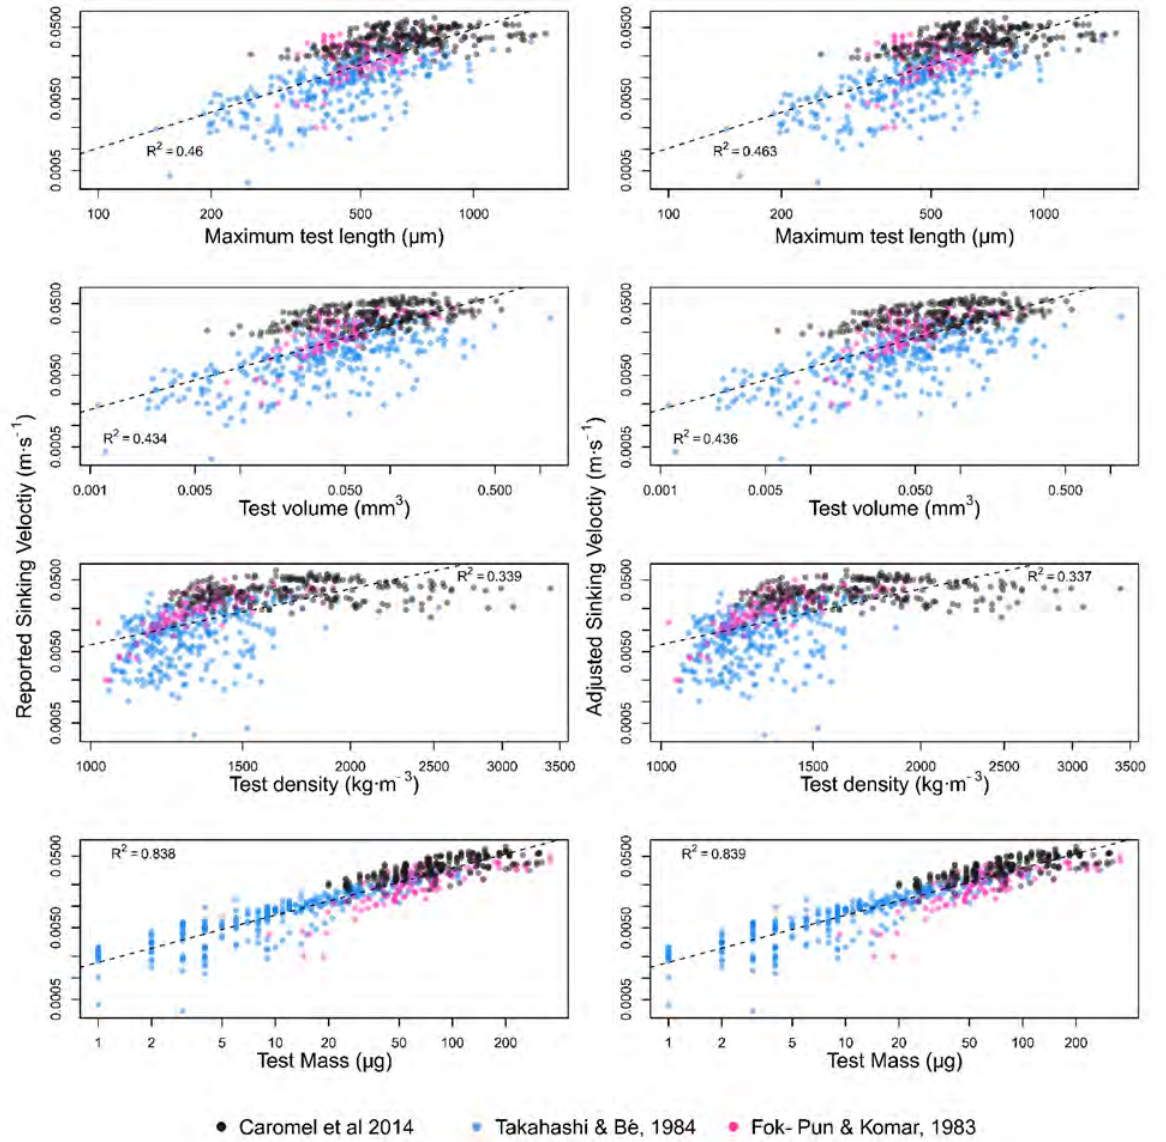 0.0500
0.0050
0.0005
R² = 0.46
100 200 500 1000
Maximum test length (µm)
0.0500
0.0050
0.0005
R² = 0.463
100 200 500 1000
Maximum test length (µm)
0.0500
0.0050
0.0005
R² = 0.434
0.001 0.005 0.050 0.500
Test volume (mm³)
0.0500
0.0050
0.0005
R² = 0.436
0.001 0.005 0.050 0.500
Test volume (mm³)
Reported Sinking Veloctiy (m·s⁻¹)
Adjusted Sinking Veloctiy (m·s⁻¹)
0.0500
0.0050
0.0005
R² = 0.339
1000 1500 2000 2500 3000 3500
Test density (kg·m⁻³)
0.0500
0.0050
0.0005
R² = 0.337
1000 1500 2000 2500 3000 3500
Test density (kg·m⁻³)
0.0500
0.0050
0.0005
R² = 0.838
1 2 5 10 20 50 100 200
Test Mass (µg)
0.0500
0.0050
0.0005
R² = 0.839
1 2 5 10 20 50 100 200
Test Mass (µg)
Caromel et al 2014 Takahashi & Bé, 1984 Fok- Pun & Komar, 1983